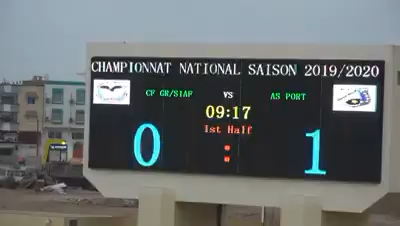 CHAMPIONNAT NATIONAL SAISON 2019/2020
CF GR/SIAF VS AS PORT
09:17
1st Half
0 : 1